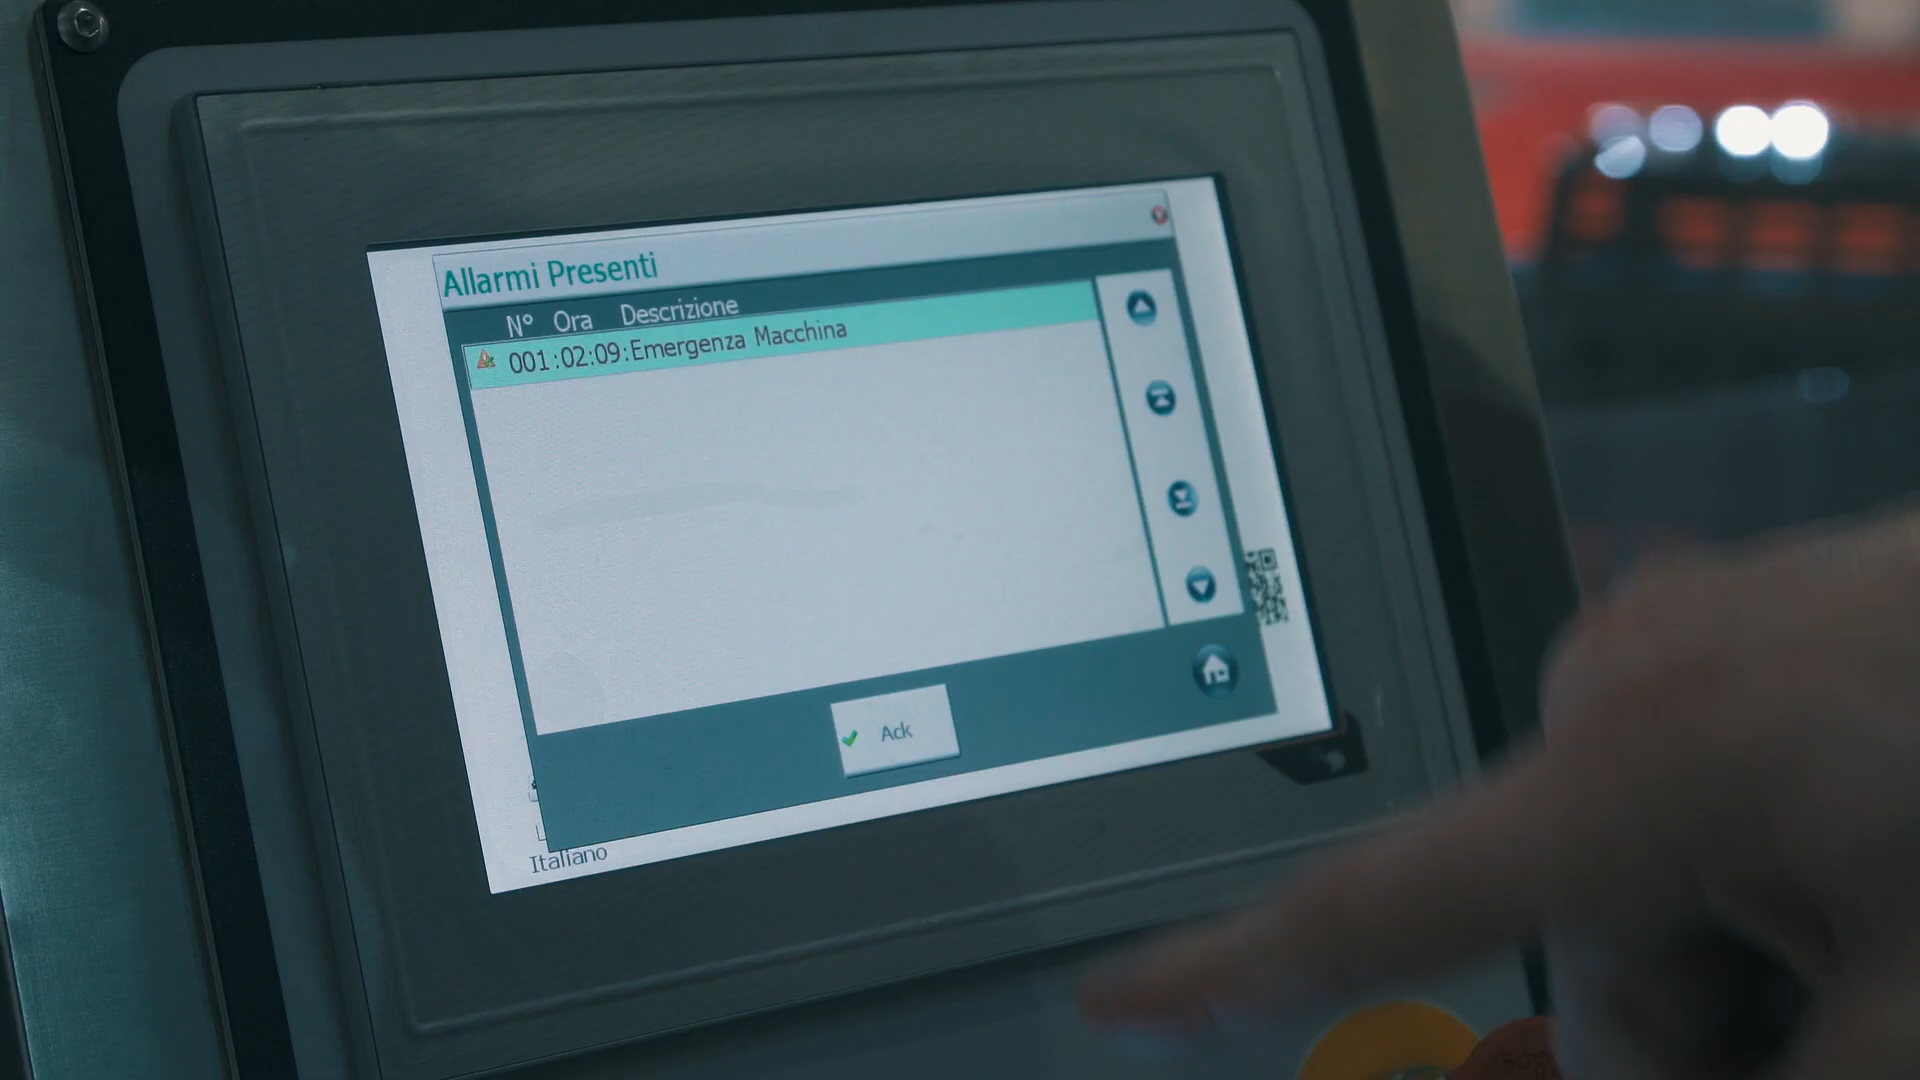 Allarmi Presenti
N° Ora Descrizione
001:02:09:Emergenza Macchina
Ack
Italiano